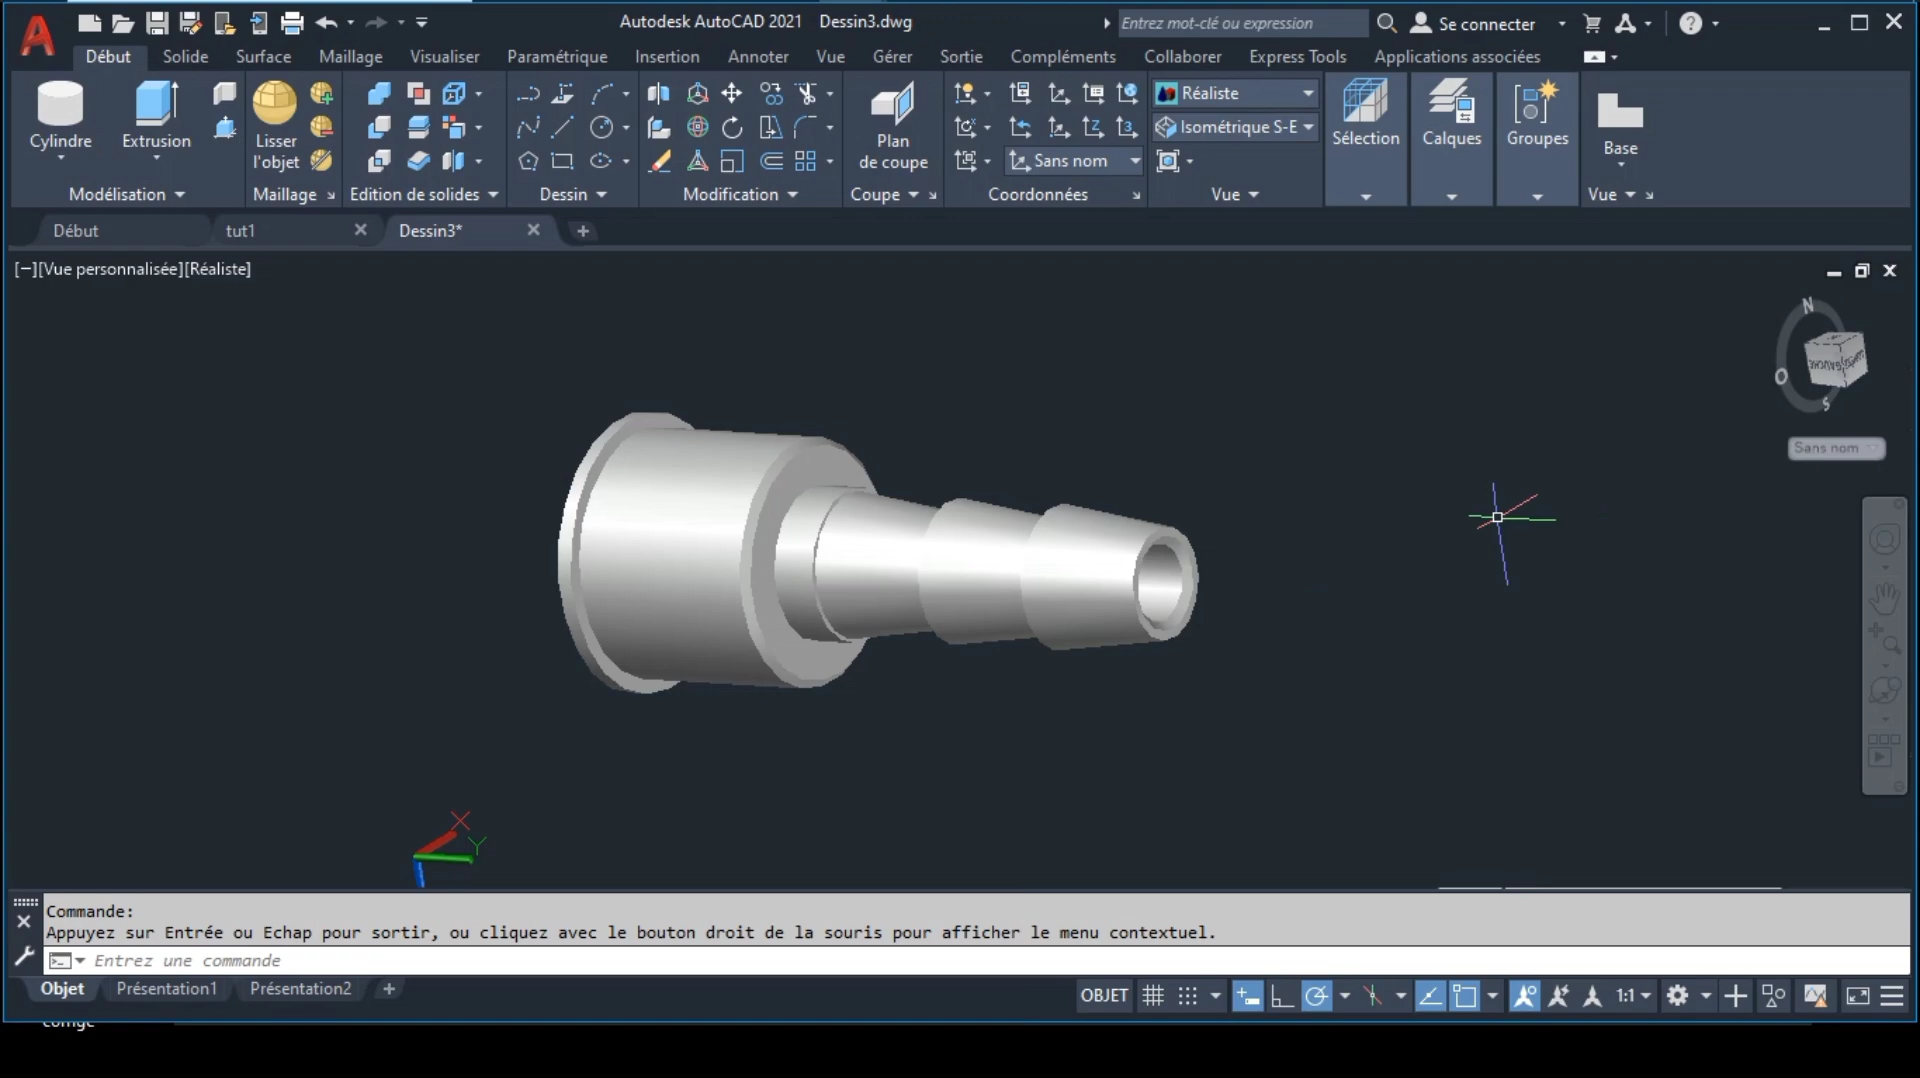 Autodesk AutoCAD 2021 Dessin3.dwg
Entrez mot-clé ou expression
Se connecter
Début Solide Surface Maillage Visualiser Paramétrique Insertion Annoter Vue Gérer Sortie Compléments Collaborer Express Tools Applications associées
Cylindre
Extrusion
Lisser
l'objet
Plan
de coupe
Réaliste
Isométrique S-E
Sans nom
Sélection
Calques
Groupes
Base
Modélisation Maillage Edition de solides Dessin Modification Coupe Coordonnées Vue Vue
Début tut1 Dessin3*
[−][Vue personnalisée][Réaliste]
N
O
S
GAUCHE
Sans nom
X
Y
Commande:
Appuyez sur Entrée ou Echap pour sortir, ou cliquez avec le bouton droit de la souris pour afficher le menu contextuel.
Entrez une commande
Objet Présentation1 Présentation2
OBJET 1:1